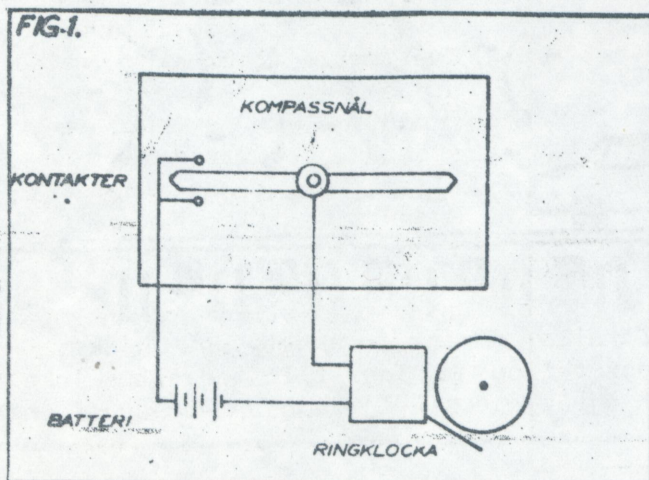 FIG.1.
KOMPASSNÅL
KONTAKTER
BATTERI
RINGKLOCKA